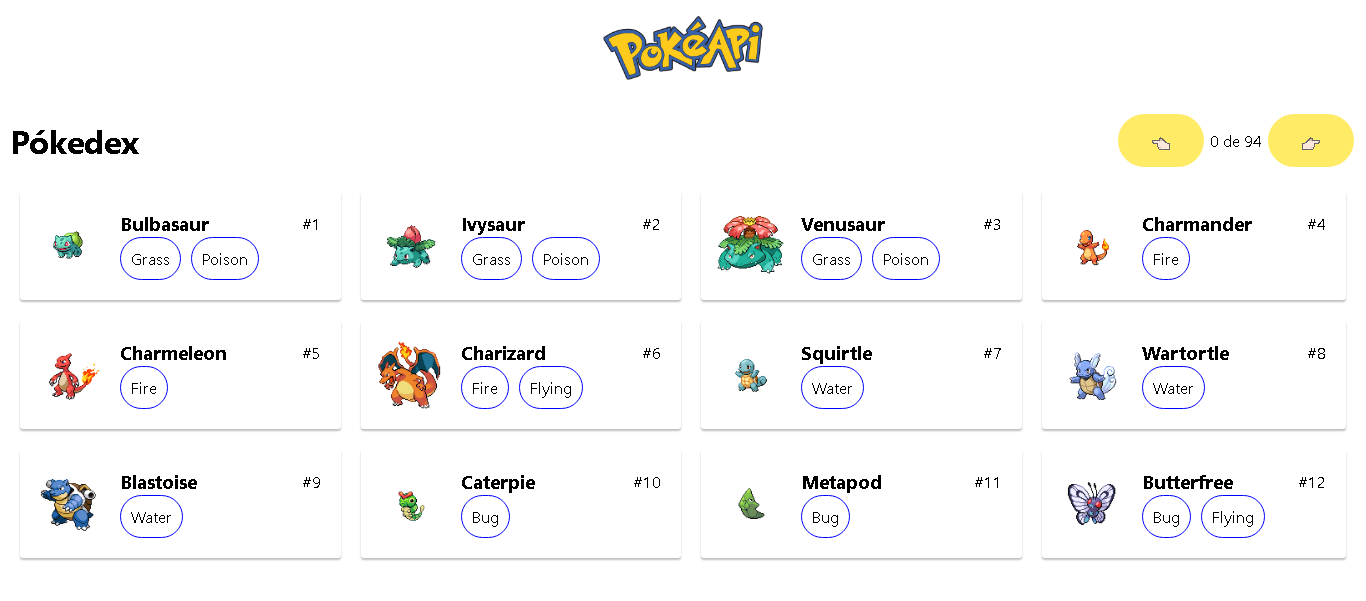 PokéApi
Pókedex
0 de 94
Bulbasaur #1
Grass Poison
Ivysaur #2
Grass Poison
Venusaur #3
Grass Poison
Charmander #4
Fire
Charmeleon #5
Fire
Charizard #6
Fire Flying
Squirtle #7
Water
Wartortle #8
Water
Blastoise #9
Water
Caterpie #10
Bug
Metapod #11
Bug
Butterfree #12
Bug Flying